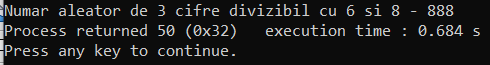 Numar aleator de 3 cifre divizibil cu 6 si 8 - 888
Process returned 50 (0x32)   execution time : 0.684 s
Press any key to continue.